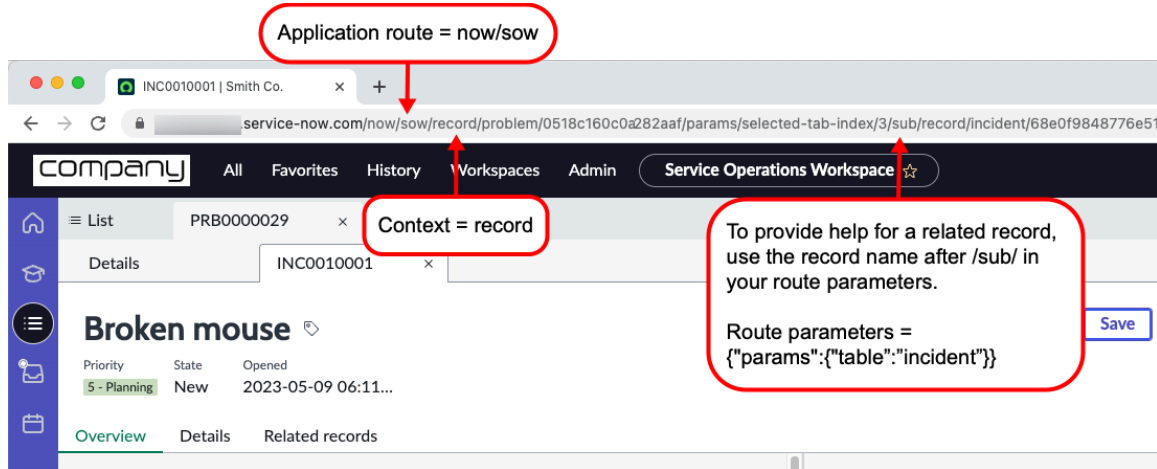 Application route = now/sow
INC0010001 | Smith Co.
.service-now.com/now/sow/record/problem/0518c160c0a282aaf/params/selected-tab-index/3/sub/record/incident/68e0f9848776e51
company All Favorites History Workspaces Admin Service Operations Workspace
List PRB0000029
Context = record
Details INC0010001
To provide help for a related record,
use the record name after /sub/ in
your route parameters.
Route parameters =
{"params":{"table":”incident”}}
Broken mouse
Save
Priority State Opened
5 - Planning New 2023-05-09 06:11...
Overview Details Related records